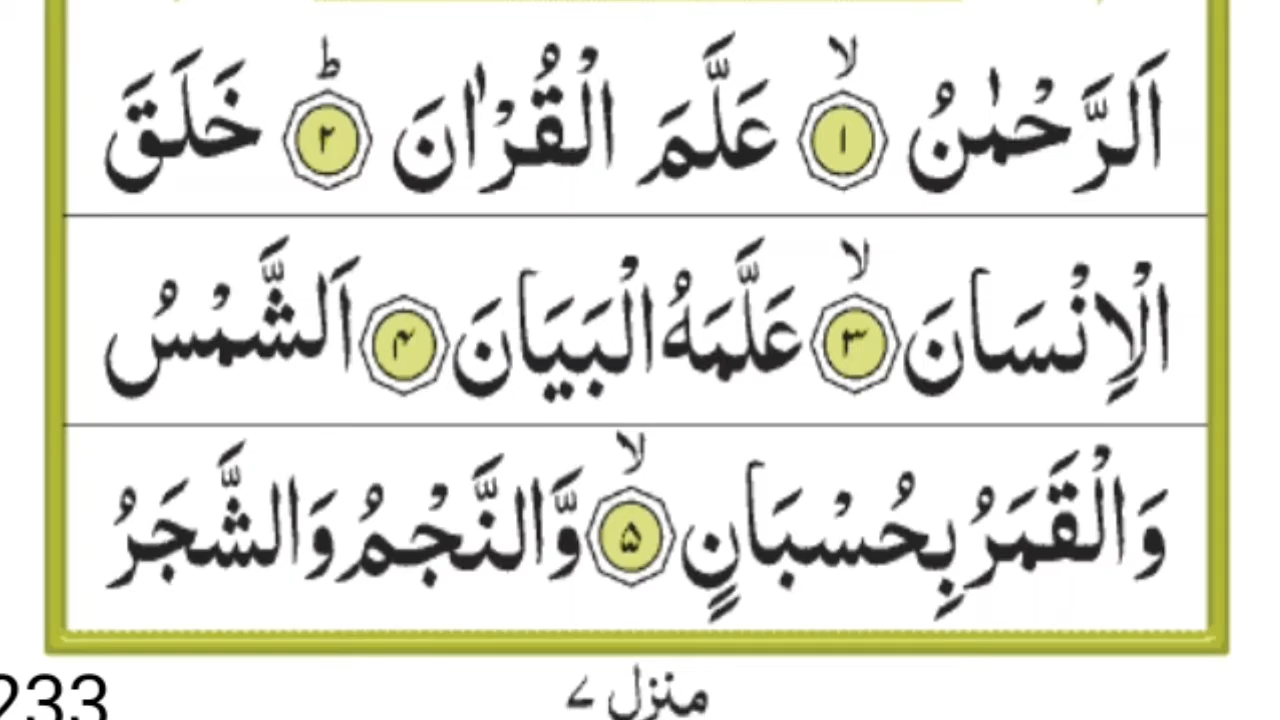 اَلرَّحْمٰنُ ۙ﴿۱﴾ عَلَّمَ الْقُرْاٰنَ ؕ﴿۲﴾ خَلَقَ
الْاِنْسَانَ ۙ﴿۳﴾ عَلَّمَهُ الْبَيَانَ ﴿۴﴾ اَلشَّمْسُ
وَالْقَمَرُ بِحُسْبَانٍ ۙ﴿۵﴾ وَّالنَّجْمُ وَالشَّجَرُ
منزل ۷
233